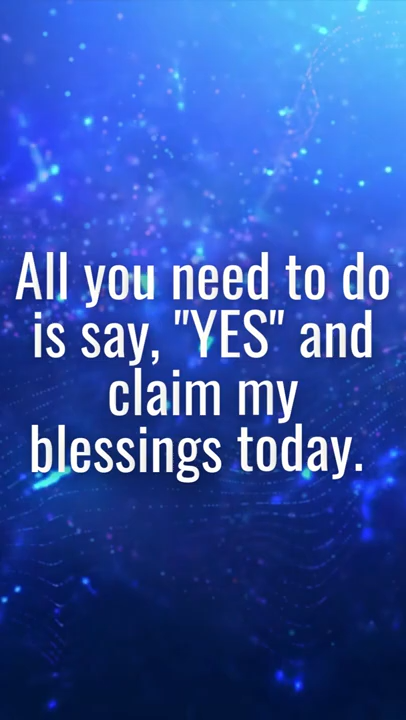 All you need to do
is say, "YES" and
claim my
blessings today.